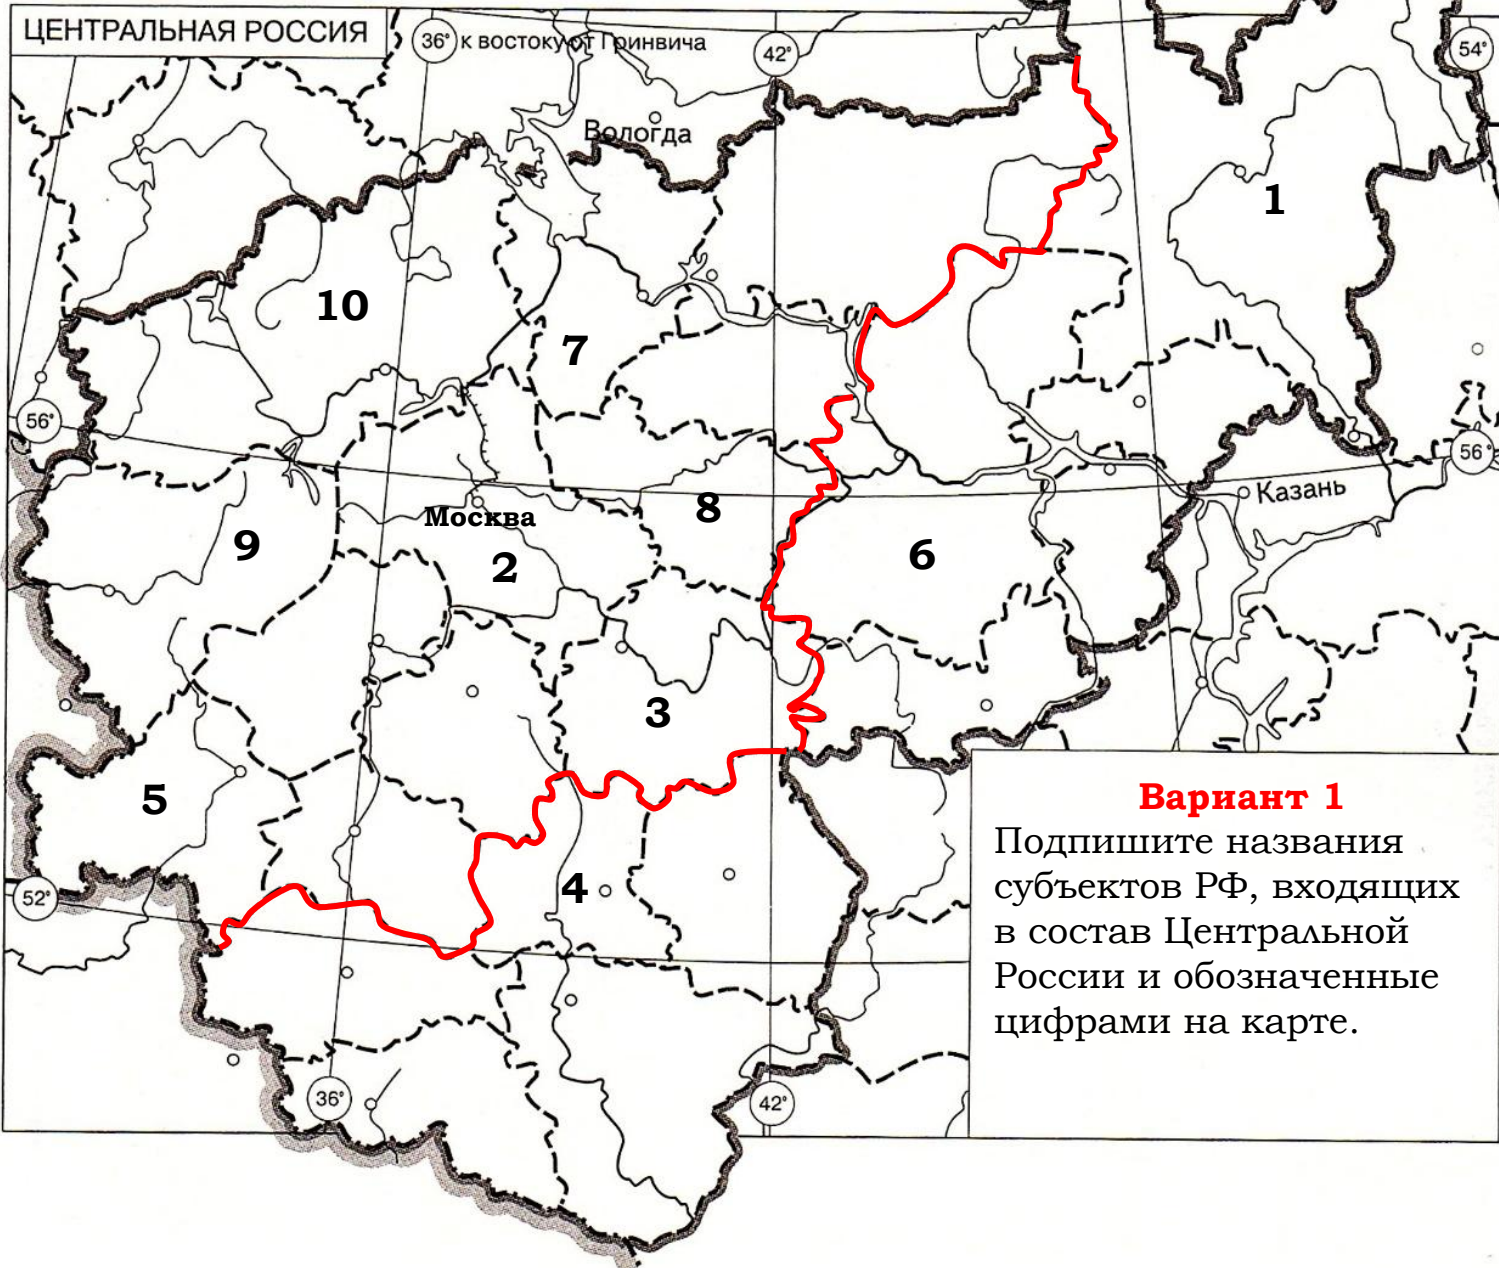 ЦЕНТРАЛЬНАЯ РОССИЯ
36° к востоку от Гринвича
42°
54°
Вологда
1
10
7
56°
56°
Казань
Москва
8
9
2
6
3
5
4
52°
36°
42°
Вариант 1
Подпишите названия
субъектов РФ, входящих
в состав Центральной
России и обозначенные
цифрами на карте.